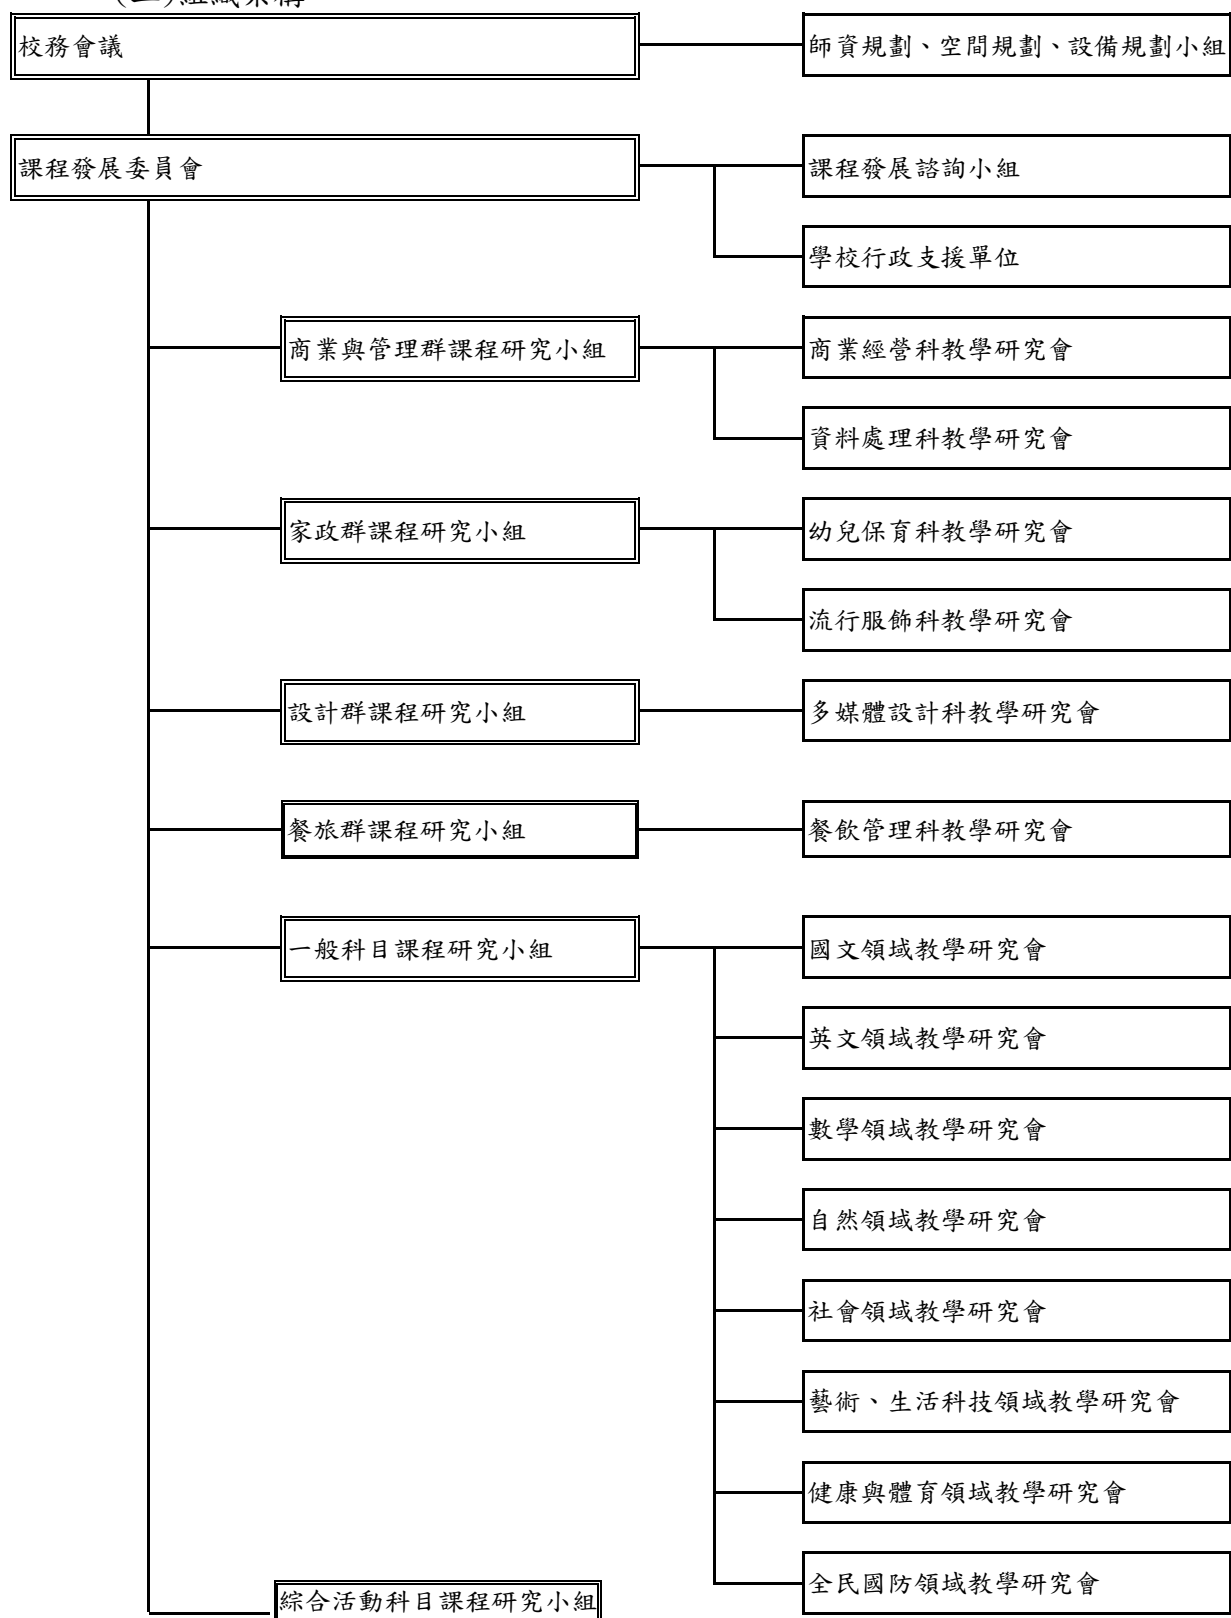 (二)組織架構
校務會議
師資規劃、空間規劃、設備規劃小組
課程發展委員會
課程發展諮詢小組
學校行政支援單位
商業與管理群課程研究小組
商業經營科教學研究會
資料處理科教學研究會
家政群課程研究小組
幼兒保育科教學研究會
流行服飾科教學研究會
設計群課程研究小組
多媒體設計科教學研究會
餐旅群課程研究小組
餐飲管理科教學研究會
一般科目課程研究小組
國文領域教學研究會
英文領域教學研究會
數學領域教學研究會
自然領域教學研究會
社會領域教學研究會
藝術、生活科技領域教學研究會
健康與體育領域教學研究會
全民國防領域教學研究會
綜合活動科目課程研究小組